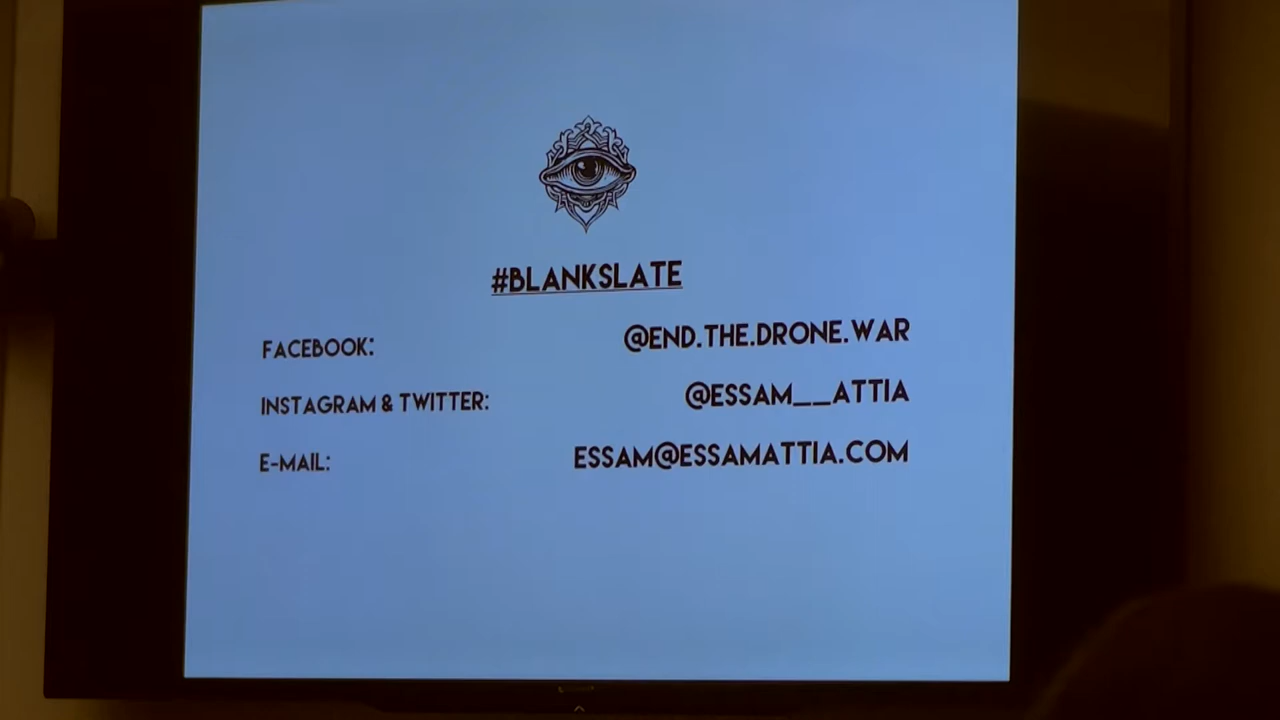 #BLANKSLATE
FACEBOOK: @END.THE.DRONE.WAR
INSTAGRAM & TWITTER: @ESSAM__ATTIA
E-MAIL: ESSAM@ESSAMATTIA.COM